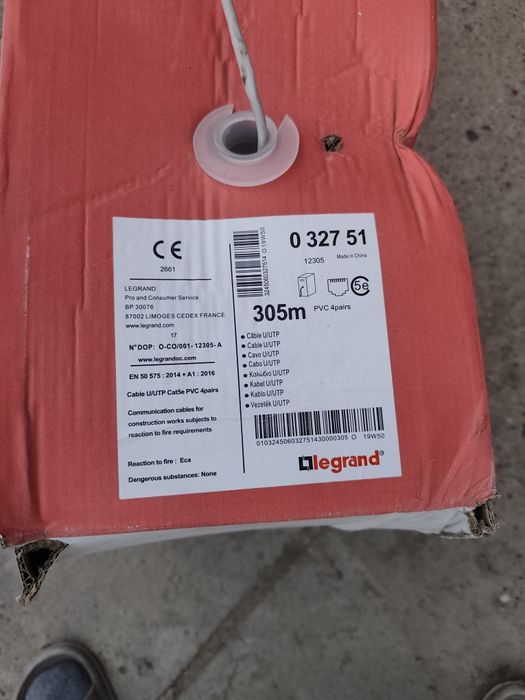 CE
2661
LEGRAND
Pro and Consumer Service
BP 30076
87002 LIMOGES CEDEX FRANCE
www.legrand.com
17
N°DOP: O-CO/001-12305-A
www.legrandoc.com
EN 50 575 : 2014 + A1 : 2016
Cable U/UTP Cat5e PVC 4pairs
Communication cables for
construction works subjects to
reaction to fire requirements
Reaction to fire : Eca
Dangerous substances: None
3245060327514 O 19W50
0 327 51
12305 Made in China
5e
305m PVC 4pairs
• Câble U/UTP
• Cable U/UTP
• Cavo U/UTP
• Cabo U/UTP
• Καλωδιο U/UTP
• Kabel U/UTP
• Kablo U/UTP
• Vezeték U/UTP
010324506032751430000305 O 19W50
legrand®